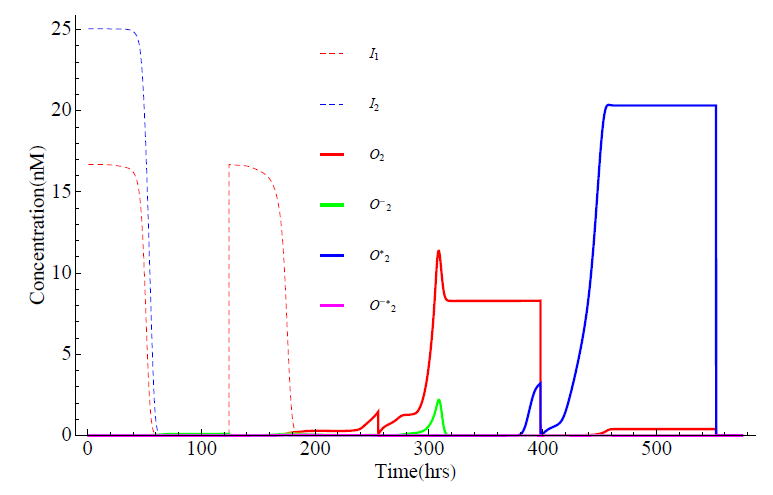 Concentration(nM)
25
20
15
10
5
0
I₁
I₂
O₂
O⁻₂
O*₂
O⁻*₂
0 100 200 300 400 500
Time(hrs)